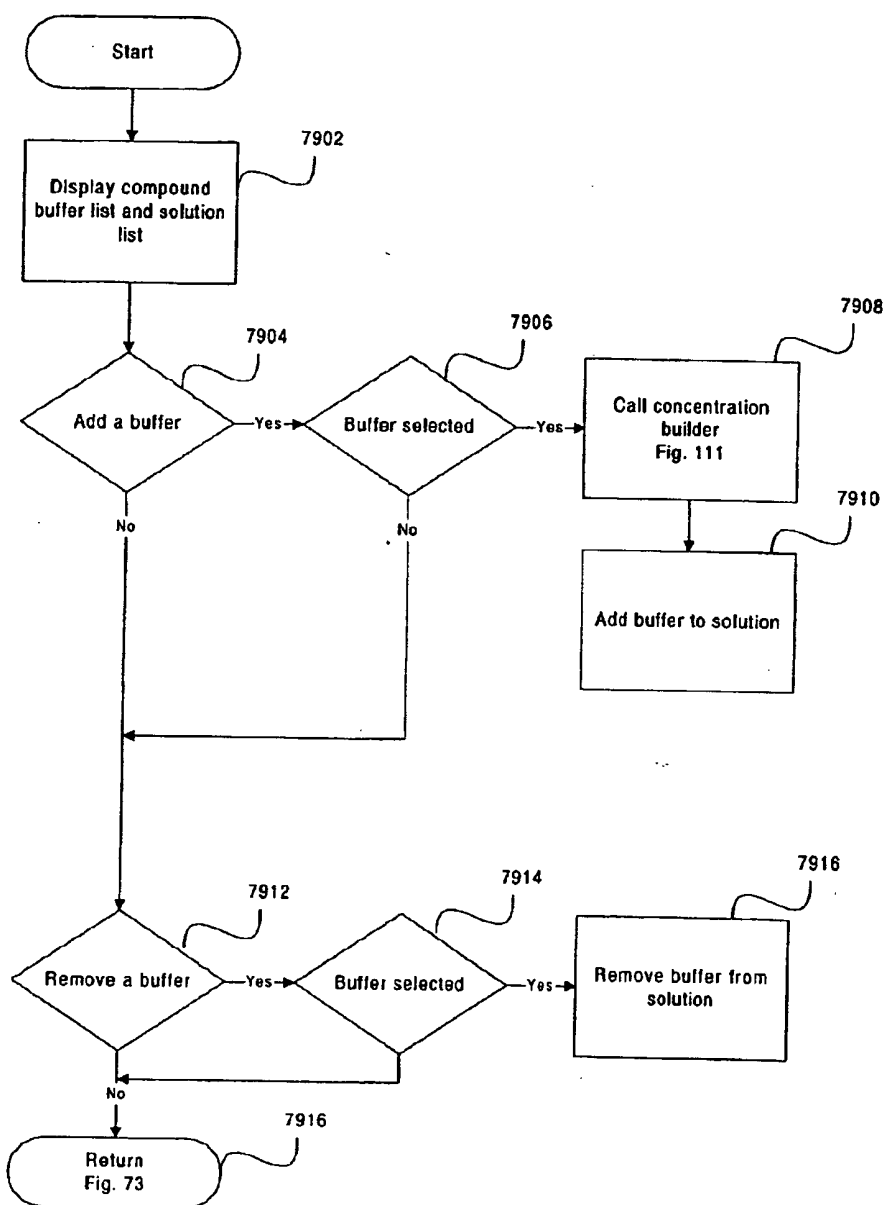 Start
7902
Display compound
buffer list and solution
list
7904
7906
7908
Add a buffer
Yes
Buffer selected
Yes
Call concentration
builder
Fig. 111
No
No
7910
Add buffer to solution
7912
7914
7916
Remove a buffer
Yes
Buffer selected
Yes
Remove buffer from
solution
No
7916
Return
Fig. 73